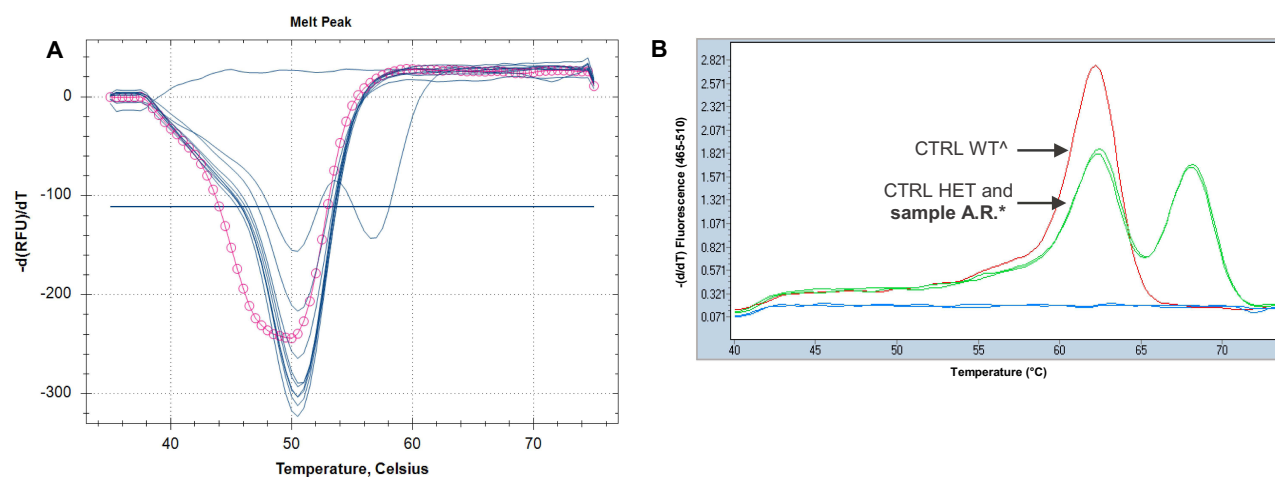 Melt Peak
A
0
-100
-200
-300
-d(RFU)/dT
40
50
60
70
Temperature, Celsius
B
2.821
2.571
2.321
2.071
1.821
1.571
1.321
1.071
0.821
0.571
0.321
0.071
-(d/dT) Fluorescence (465-510)
CTRL WT^
CTRL HET and
sample A.R.*
40
45
50
55
60
65
70
Temperature (°C)